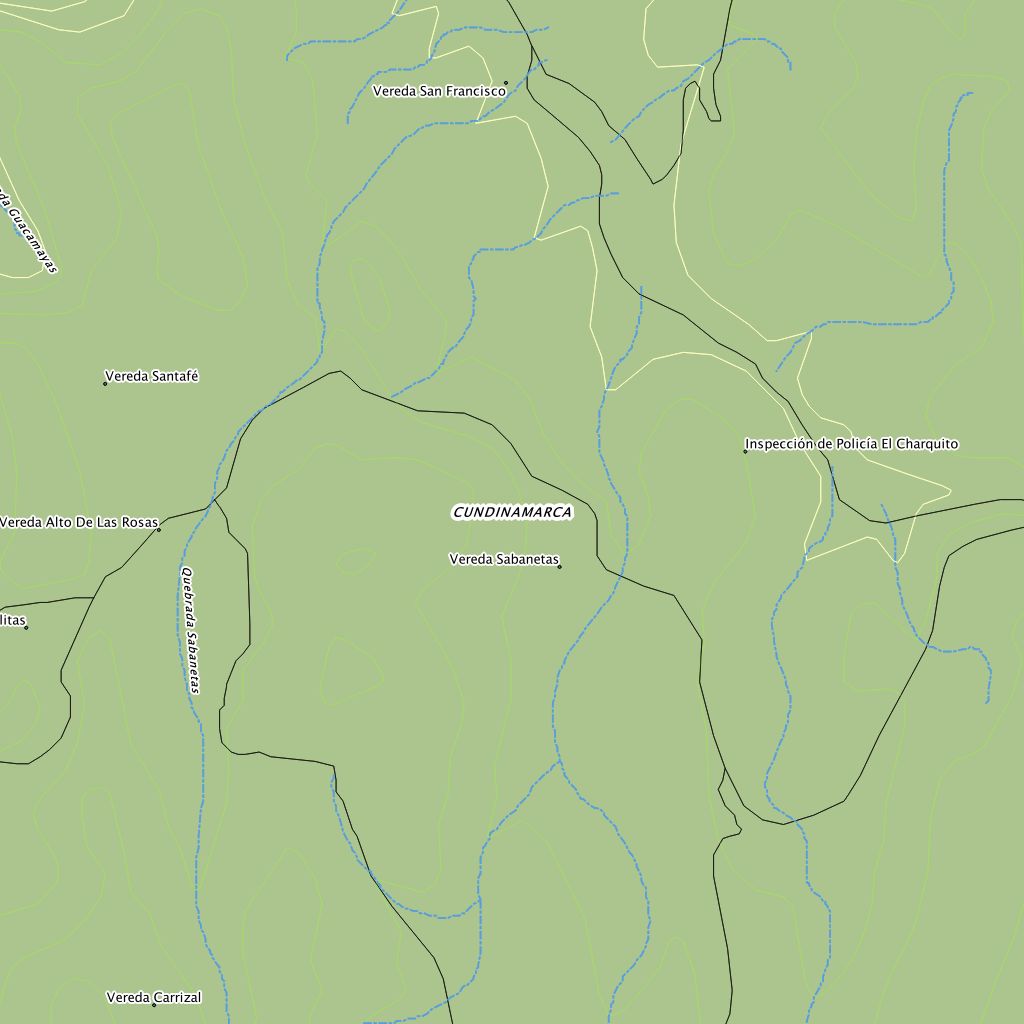 Vereda San Francisco
Guacamayas
Vereda Santafé
Inspección de Policía El Charquito
CUNDINAMARCA
Vereda Alto De Las Rosas
Vereda Sabanetas
Quebrada Sabanetas
litas
Vereda Carrizal